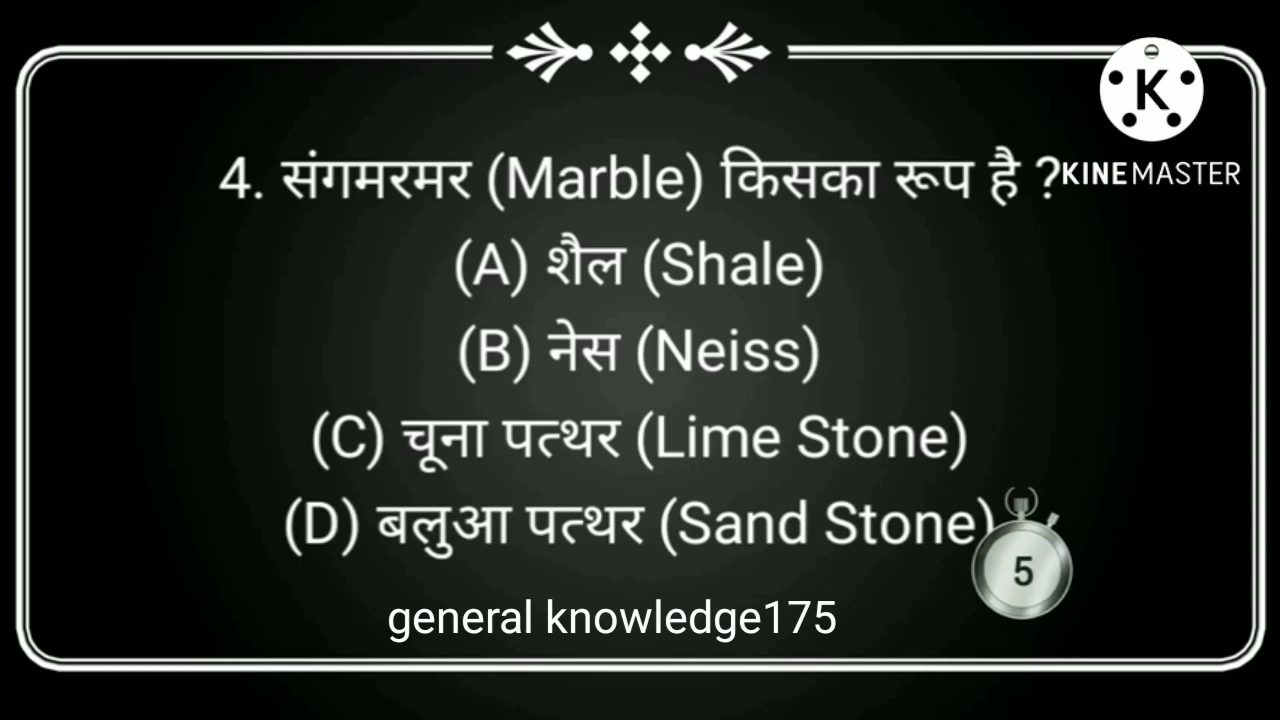 4. संगमरमर (Marble) किसका रूप है ?
KINEMASTER
(A) शैल (Shale)
(B) नेस (Neiss)
(C) चूना पत्थर (Lime Stone)
(D) बलुआ पत्थर (Sand Stone)
5
general knowledge175
K